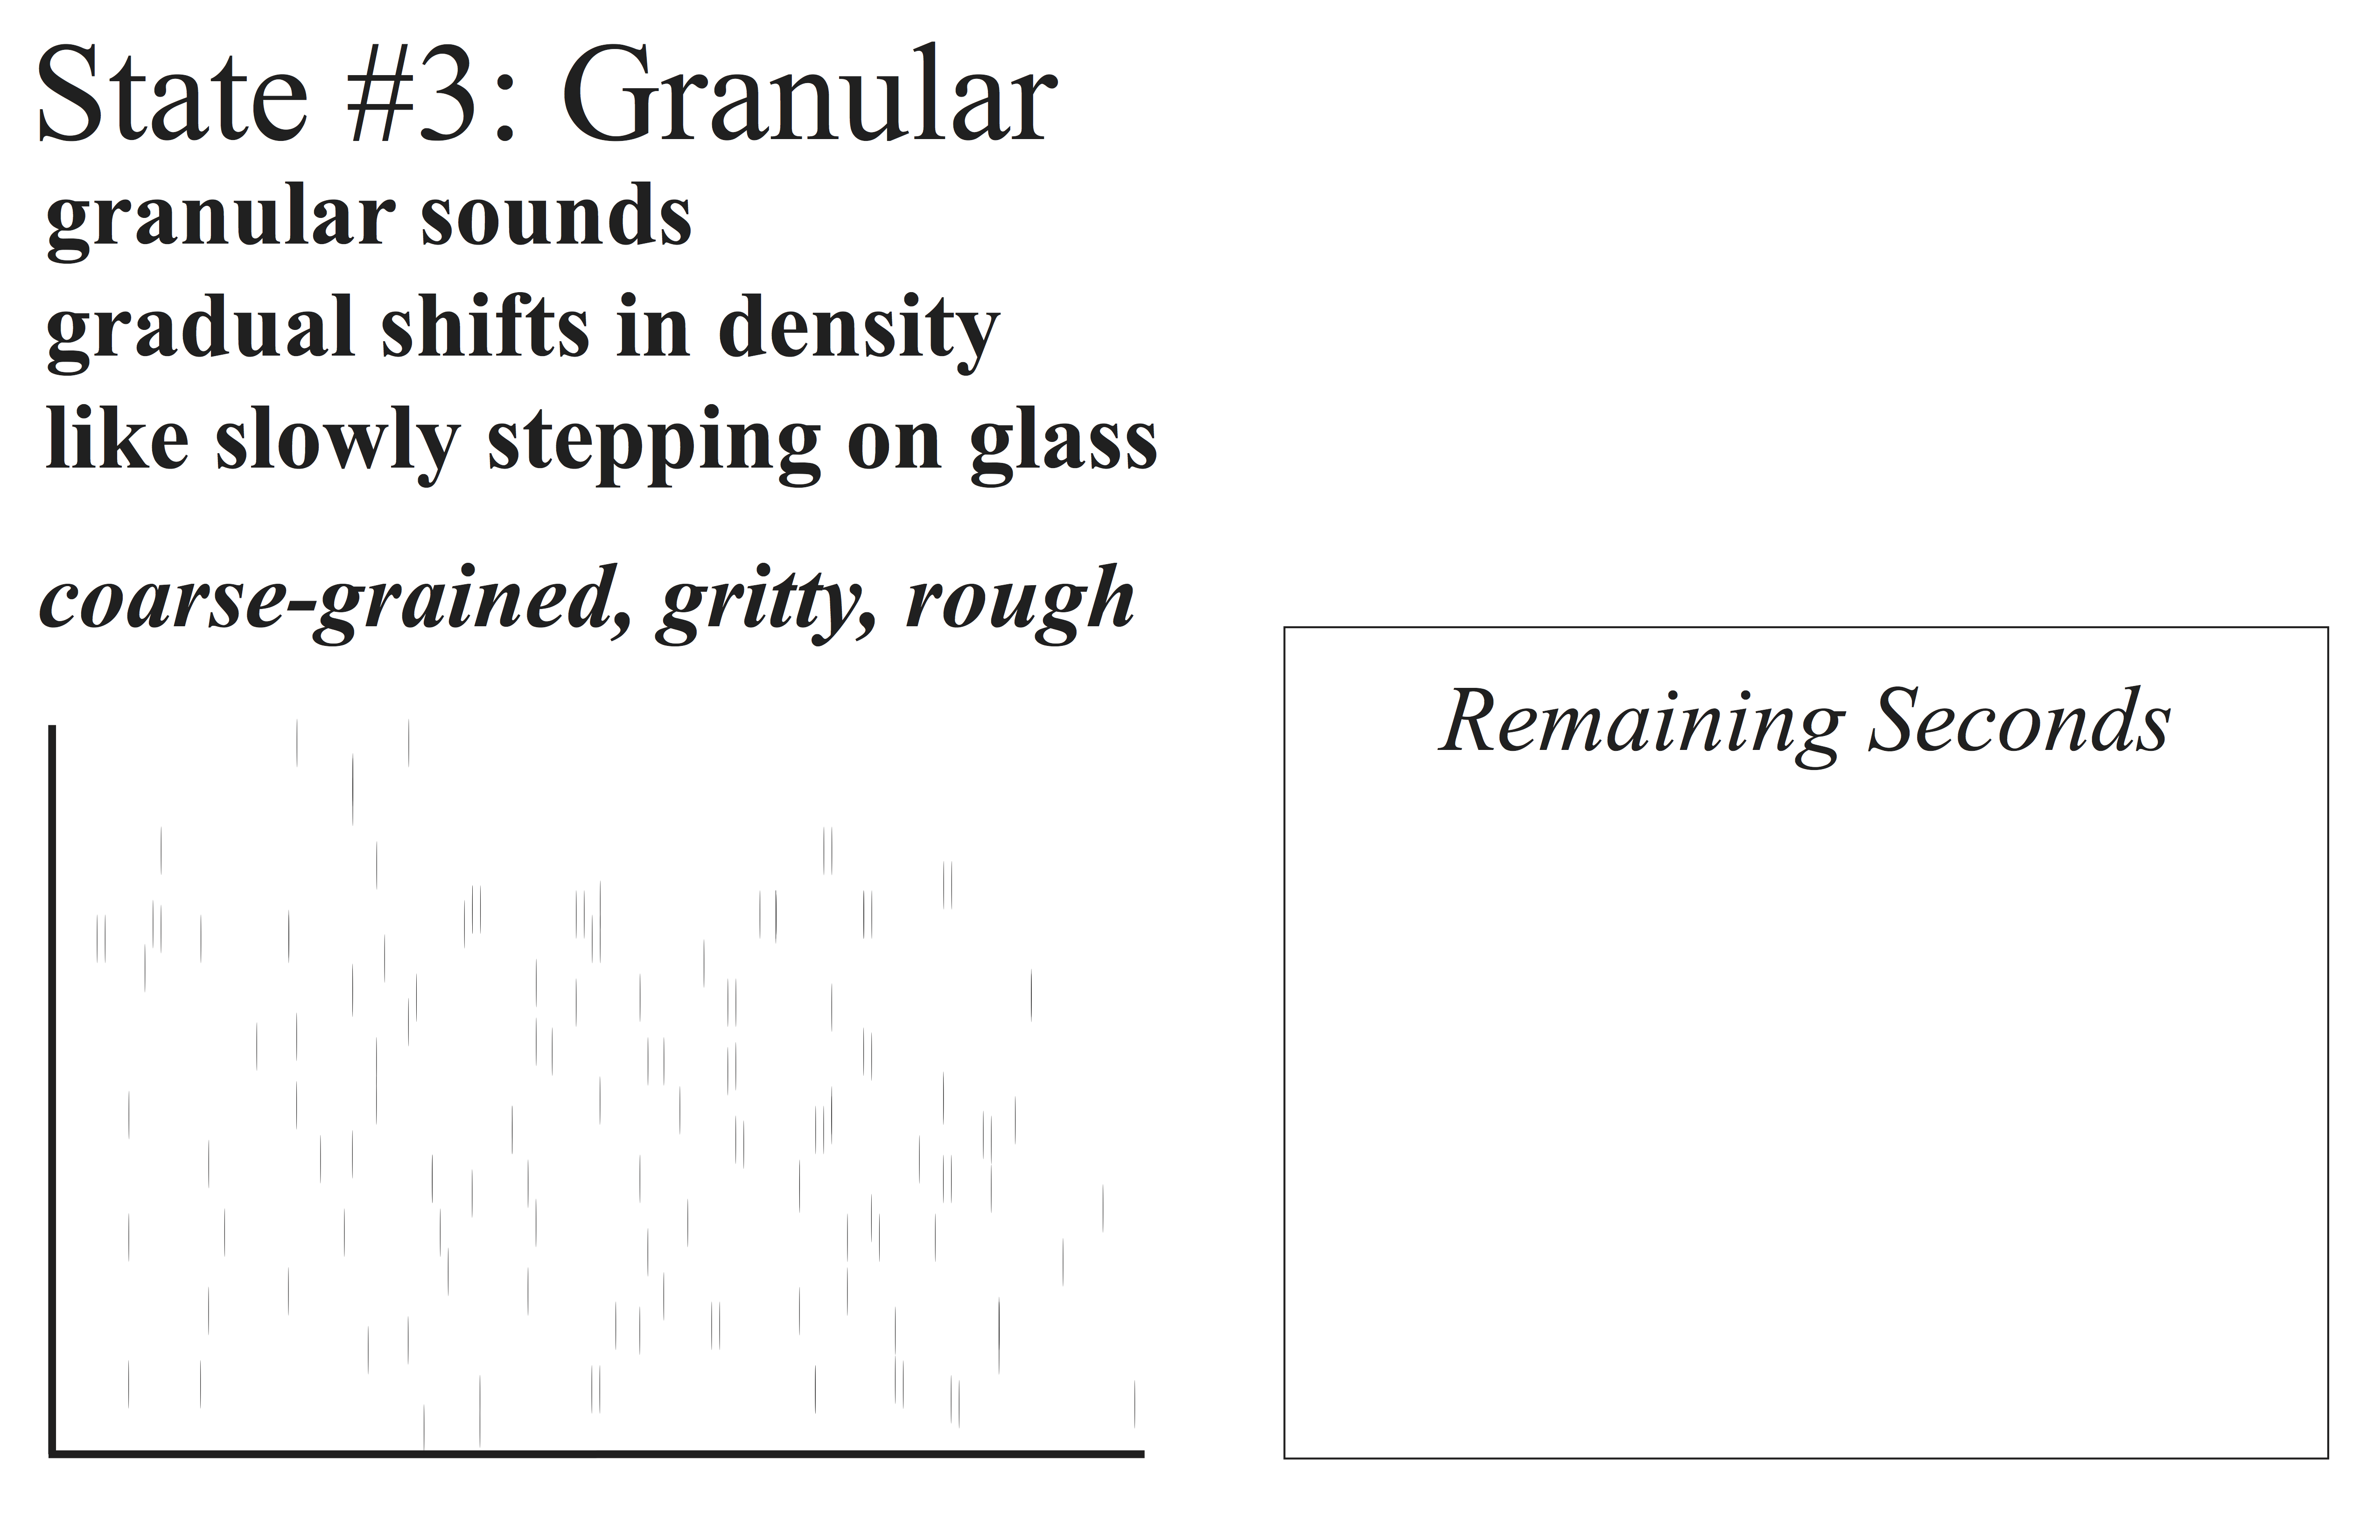 State #3: Granular
granular sounds
gradual shifts in density
like slowly stepping on glass
coarse-grained, gritty, rough
Remaining Seconds